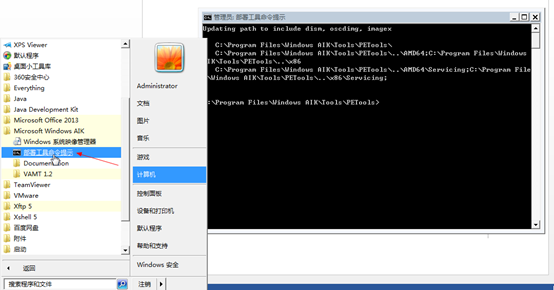 XPS Viewer
默认程序
桌面小工具库
360安全中心
Everything
Java
Java Development Kit
Microsoft Office 2013
Microsoft Windows AIK
Windows 系统映像管理器
部署工具命令提示
Documentation
VAMT 1.2
TeamViewer
VMware
Xftp 5
Xshell 5
百度网盘
附件
启动
返回
搜索程序和文件
Administrator
文档
图片
音乐
游戏
计算机
控制面板
设备和打印机
默认程序
帮助和支持
Windows 安全
注销
管理员: 部署工具命令提示
Updating path to include dism, oscdimg, imagex
C:\Program Files\Windows AIK\Tools\PETools\
C:\Program Files\Windows AIK\Tools\PETools\..\AMD64;C:\Program Files\Windows
AIK\Tools\PETools\..\x86
C:\Program Files\Windows AIK\Tools\PETools\..\AMD64\Servicing;C:\Program File
s\Windows AIK\Tools\PETools\..\x86\Servicing;
C:\Program Files\Windows AIK\Tools\PETools>